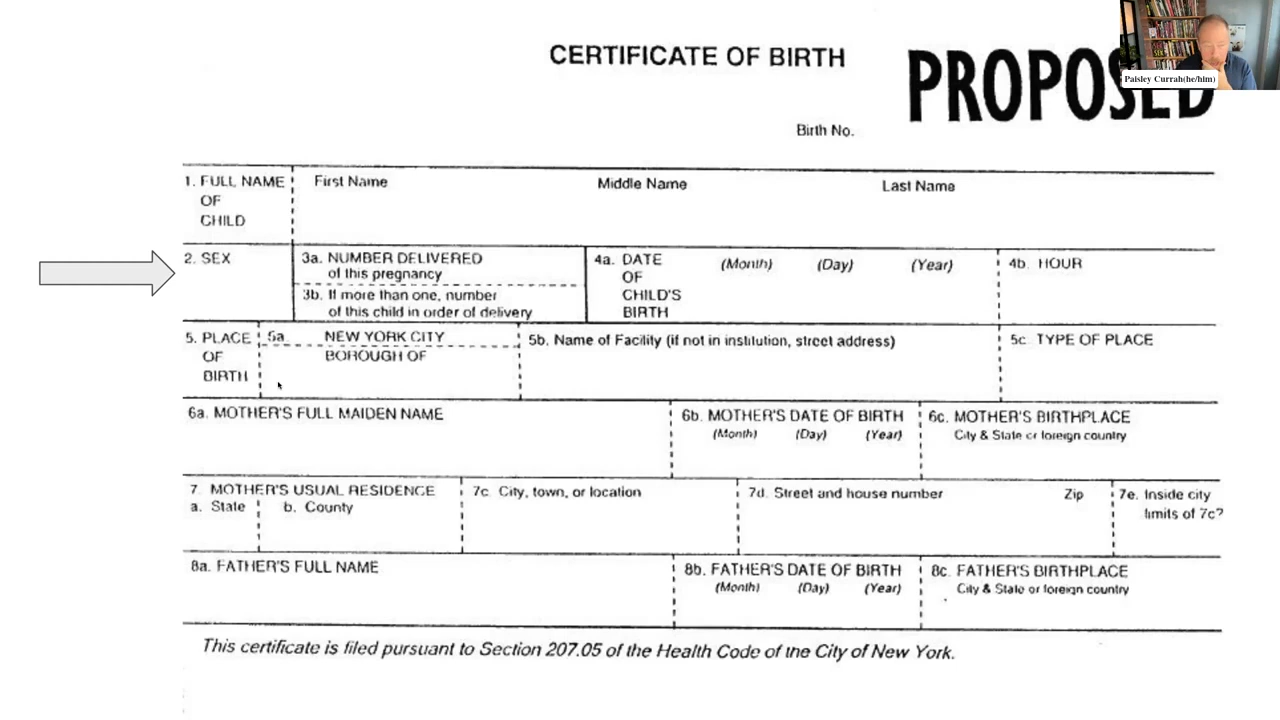 CERTIFICATE OF BIRTH
PROPOSED
Paisley Currah(he/him)
Birth No.
1. FULL NAME OF CHILD
First Name
Middle Name
Last Name
2. SEX
3a. NUMBER DELIVERED
of this pregnancy
3b. If more than one, number
of this child in order of delivery
4a. DATE OF CHILD'S BIRTH
(Month) (Day) (Year)
4b. HOUR
5. PLACE OF BIRTH
5a. NEW YORK CITY
BOROUGH OF
5b. Name of Facility (if not in institution, street address)
5c. TYPE OF PLACE
6a. MOTHER'S FULL MAIDEN NAME
6b. MOTHER'S DATE OF BIRTH
(Month) (Day) (Year)
6c. MOTHER'S BIRTHPLACE
City & State or foreign country
7. MOTHER'S USUAL RESIDENCE
a. State b. County
7c. City, town, or location
7d. Street and house number Zip
7e. Inside city
limits of 7c?
8a. FATHER'S FULL NAME
8b. FATHER'S DATE OF BIRTH
(Month) (Day) (Year)
8c. FATHER'S BIRTHPLACE
City & State or foreign country
This certificate is filed pursuant to Section 207.05 of the Health Code of the City of New York.